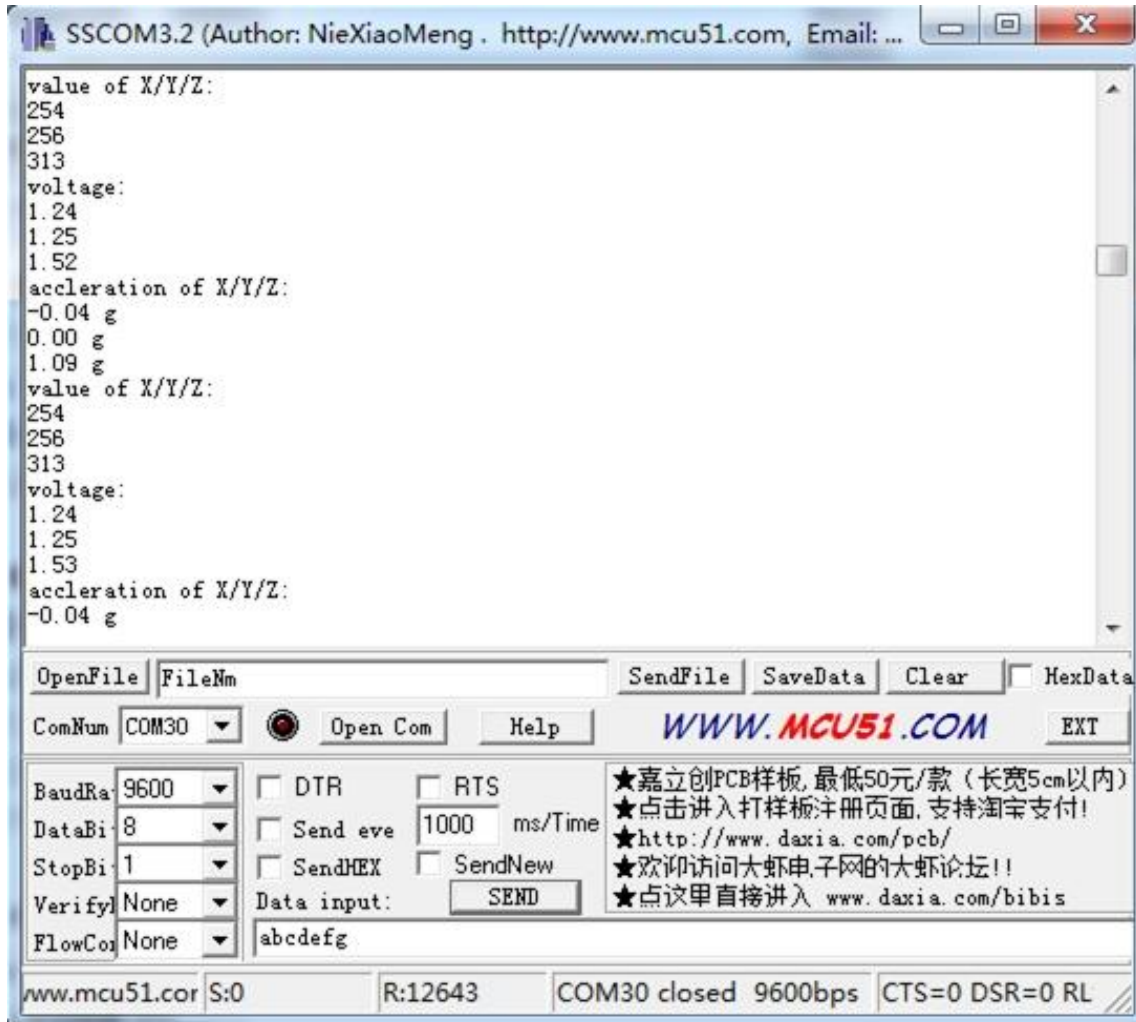 SSCOM3.2 (Author: NieXiaoMeng . http://www.mcu51.com, Email: ...
value of X/Y/Z:
254
256
313
voltage:
1.24
1.25
1.52
accleration of X/Y/Z:
-0.04 g
0.00 g
1.09 g
value of X/Y/Z:
254
256
313
voltage:
1.24
1.25
1.53
accleration of X/Y/Z:
-0.04 g
OpenFile FileNm SendFile SaveData Clear HexData
ComNum COM30 Open Com Help WWW.MCU51.COM EXT
BaudRa 9600 DTR RTS
DataBi 8 Send eve 1000 ms/Time
StopBi 1 SendHEX SendNew
Verifyl None Data input: SEND
FlowCo None abcdefg
★嘉立创PCB样板,最低50元/款（长宽5cm以内)
★点击进入打样板注册页面,支持淘宝支付!
★http://www.daxia.com/pcb/
★欢迎访问大虾电子网的大虾论坛!!
★点这里直接进入 www.daxia.com/bibis
www.mcu51.cor S:0 R:12643 COM30 closed 9600bps CTS=0 DSR=0 RL